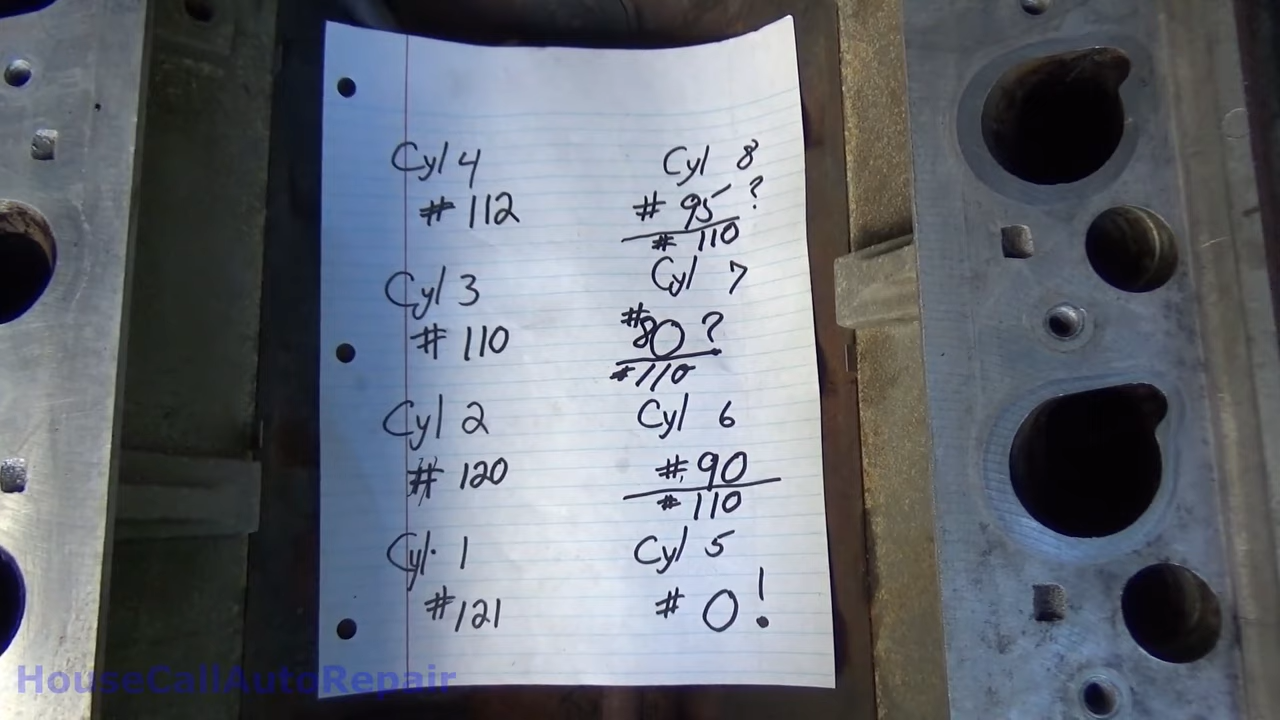 Cyl 4
# 112
Cyl 3
# 110
Cyl 2
# 120
Cyl. 1
# 121
Cyl 8
# 95 ?
# 110
Cyl 7
# 80 ?
# 110
Cyl 6
# 90
# 110
Cyl 5
# 0!
HouseCallAutoRepair